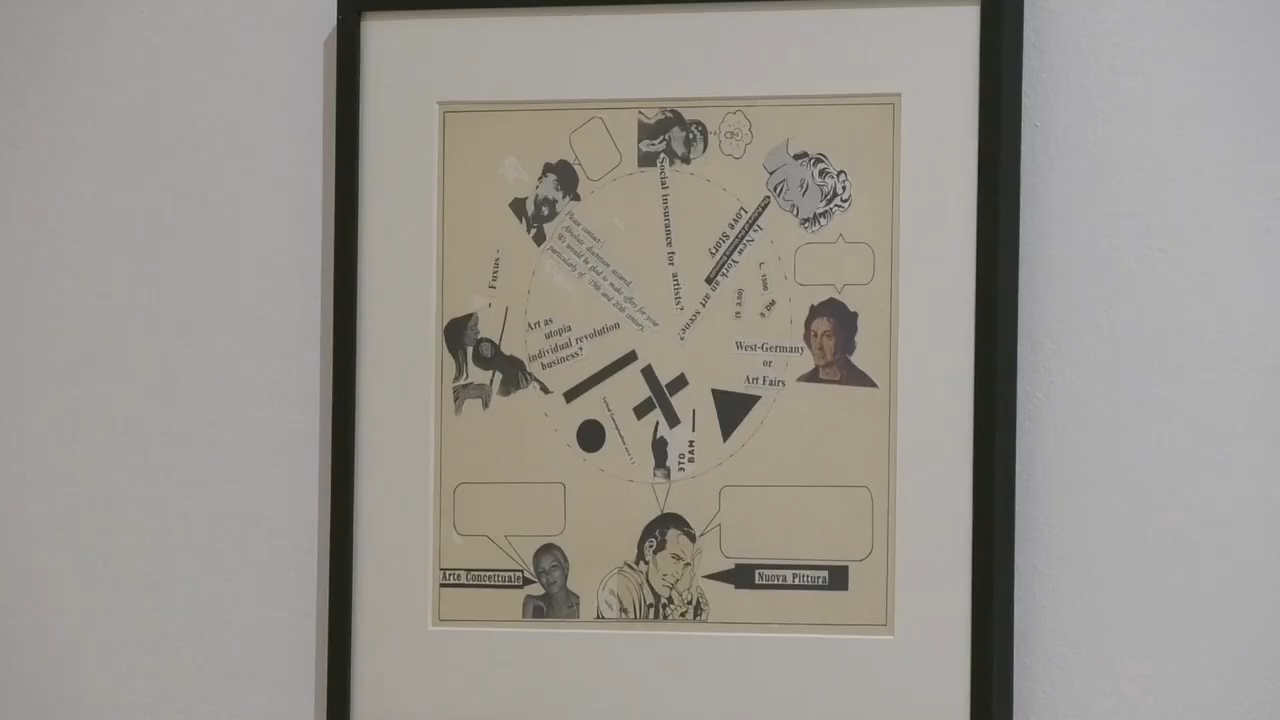 Social insurance for artists?
Love Story
Is New York an art scene?
Please contact:
Absolute discretion assured.
We would be glad to make offers for your
particularly of 19th and 20th century.
- Fuxus -
L. 1500
($ 2.50)
DM
Art as
utopia
individual revolution
business?
West-Germany
or
Art Fairs
ЭТО
ВАМ
Arte Concettuale
Nuova Pittura